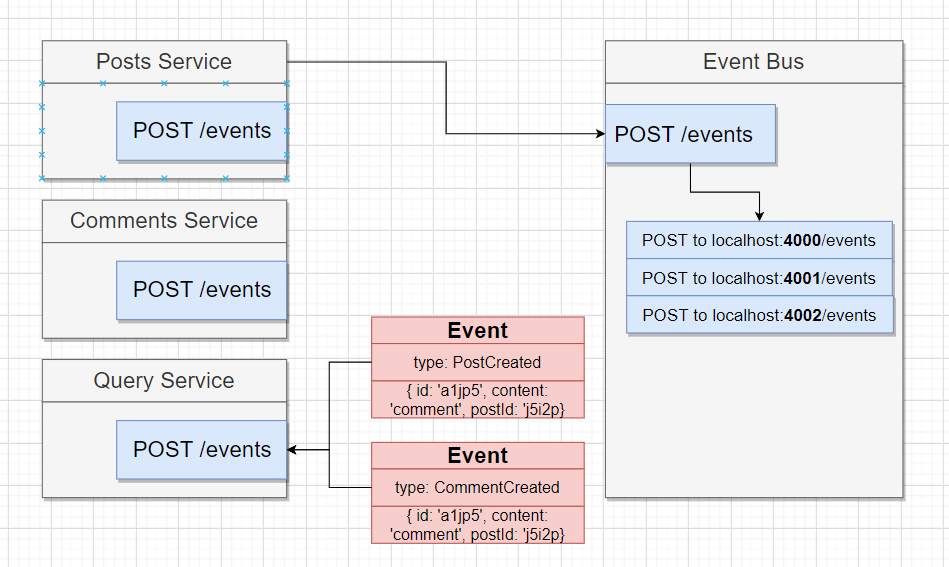 Posts Service
POST /events
Comments Service
POST /events
Query Service
POST /events
Event
type: PostCreated
{ id: 'a1jp5', content:
'comment', postId: 'j5i2p}
Event
type: CommentCreated
{ id: 'a1jp5', content:
'comment', postId: 'j5i2p}
Event Bus
POST /events
POST to localhost:4000/events
POST to localhost:4001/events
POST to localhost:4002/events